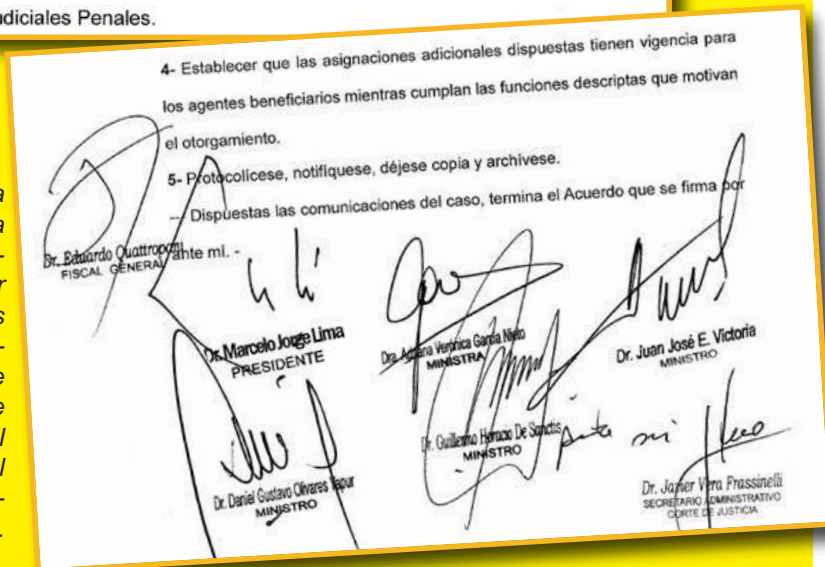 udiciales Penales.
4- Establecer que las asignaciones adicionales dispuestas tienen vigencia para
los agentes beneficiarios mientras cumplan las funciones descriptas que motivan
el otorgamiento.
5- Protocolícese, notifíquese, déjese copia y archívese.
--- Dispuestas las comunicaciones del caso, termina el Acuerdo que se firma por
ante mí. -
Dr. Eduardo Quattropani
FISCAL GENERAL
Dr. Marcelo Jorge Lima
PRESIDENTE
Dra. Adriana Verónica García Nieto
MINISTRA
Dr. Juan José E. Victoria
MINISTRO
Dr. Daniel Gustavo Olivares Yapur
MINISTRO
Dr. Guillermo Horacio De Sanctis
MINISTRO
Ante mi
Dr. Javier Vera Frassinelli
SECRETARIO ADMINISTRATIVO
CORTE DE JUSTICIA
a
a
-
r
s
-
e
e
l
l
-
.